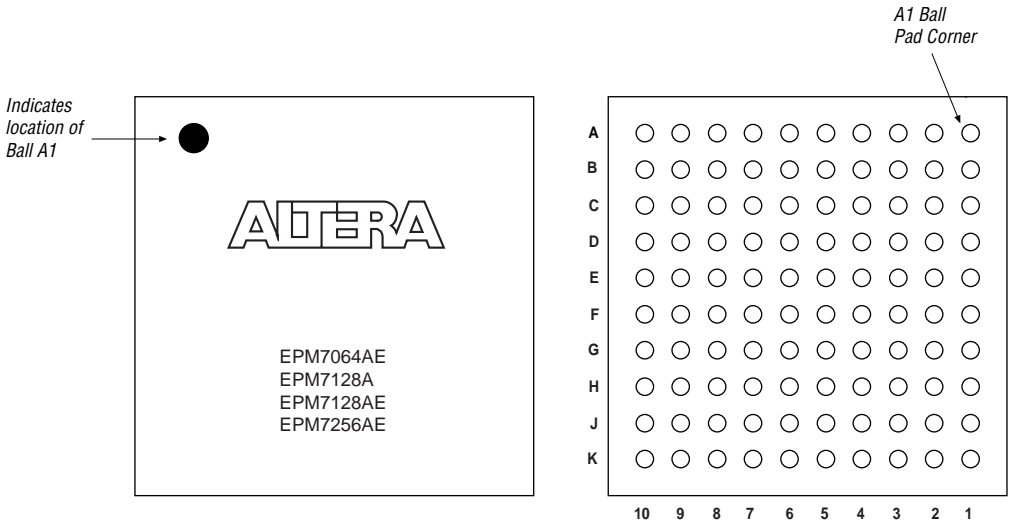 A1 Ball
Pad Corner
Indicates
location of
Ball A1
ALTERA
EPM7064AE
EPM7128A
EPM7128AE
EPM7256AE
A
B
C
D
E
F
G
H
J
K
10 9 8 7 6 5 4 3 2 1